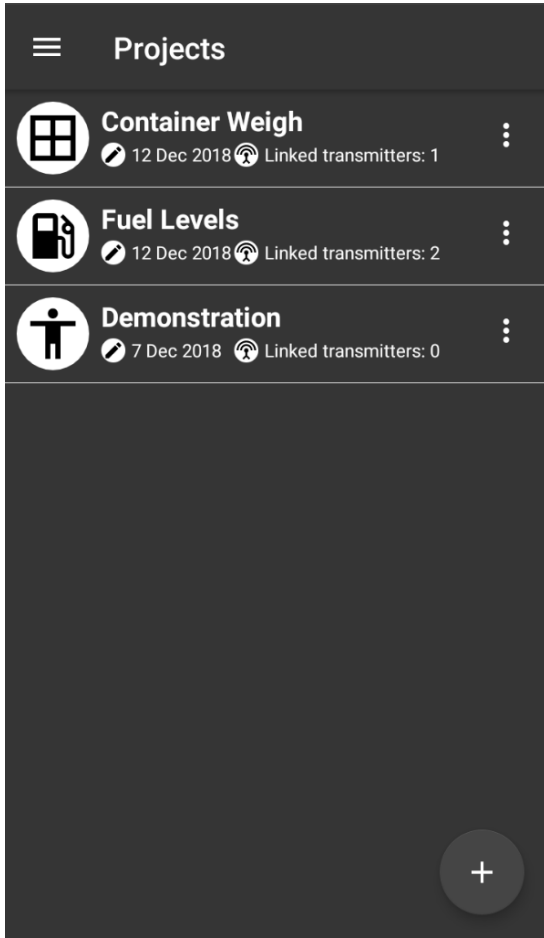 Projects
Container Weigh
12 Dec 2018 Linked transmitters: 1
Fuel Levels
12 Dec 2018 Linked transmitters: 2
Demonstration
7 Dec 2018 Linked transmitters: 0